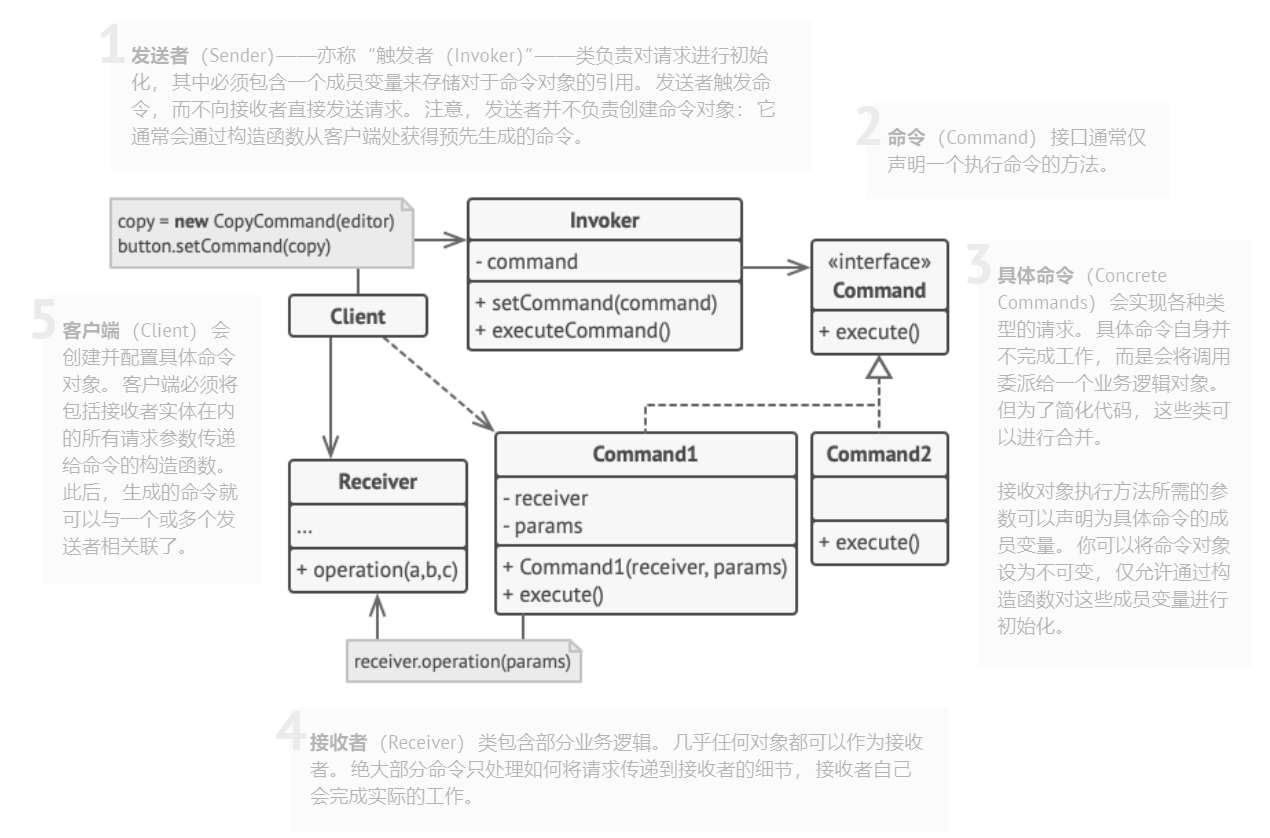 1
发送者（Sender)——亦称“触发者（Invoker)”——类负责对请求进行初始
化，其中必须包含一个成员变量来存储对于命令对象的引用。发送者触发命
令，而不向接收者直接发送请求。注意，发送者并不负责创建命令对象：它
通常会通过构造函数从客户端处获得预先生成的命令。
2
命令（Command）接口通常仅
声明一个执行命令的方法。
copy = new CopyCommand(editor)
button.setCommand(copy)
Invoker
- command
+ setCommand(command)
+ executeCommand()
«interface»
Command
+ execute()
3
具体命令（Concrete
Commands）会实现各种类
型的请求。具体命令自身并
不完成工作，而是会将调用
委派给一个业务逻辑对象。
但为了简化代码，这些类可
以进行合并。
接收对象执行方法所需的参
数可以声明为具体命令的成
员变量。你可以将命令对象
设为不可变，仅允许通过构
造函数对这些成员变量进行
初始化。
5
客户端（Client）会
创建并配置具体命令
对象。客户端必须将
包括接收者实体在内
的所有请求参数传递
给命令的构造函数。
此后，生成的命令就
可以与一个或多个发
送者相关联了。
Client
Receiver
...
+ operation(a,b,c)
Command1
- receiver
- params
+ Command1(receiver, params)
+ execute()
Command2
+ execute()
receiver.operation(params)
4
接收者（Receiver）类包含部分业务逻辑。几乎任何对象都可以作为接收
者。绝大部分命令只处理如何将请求传递到接收者的细节，接收者自己
会完成实际的工作。